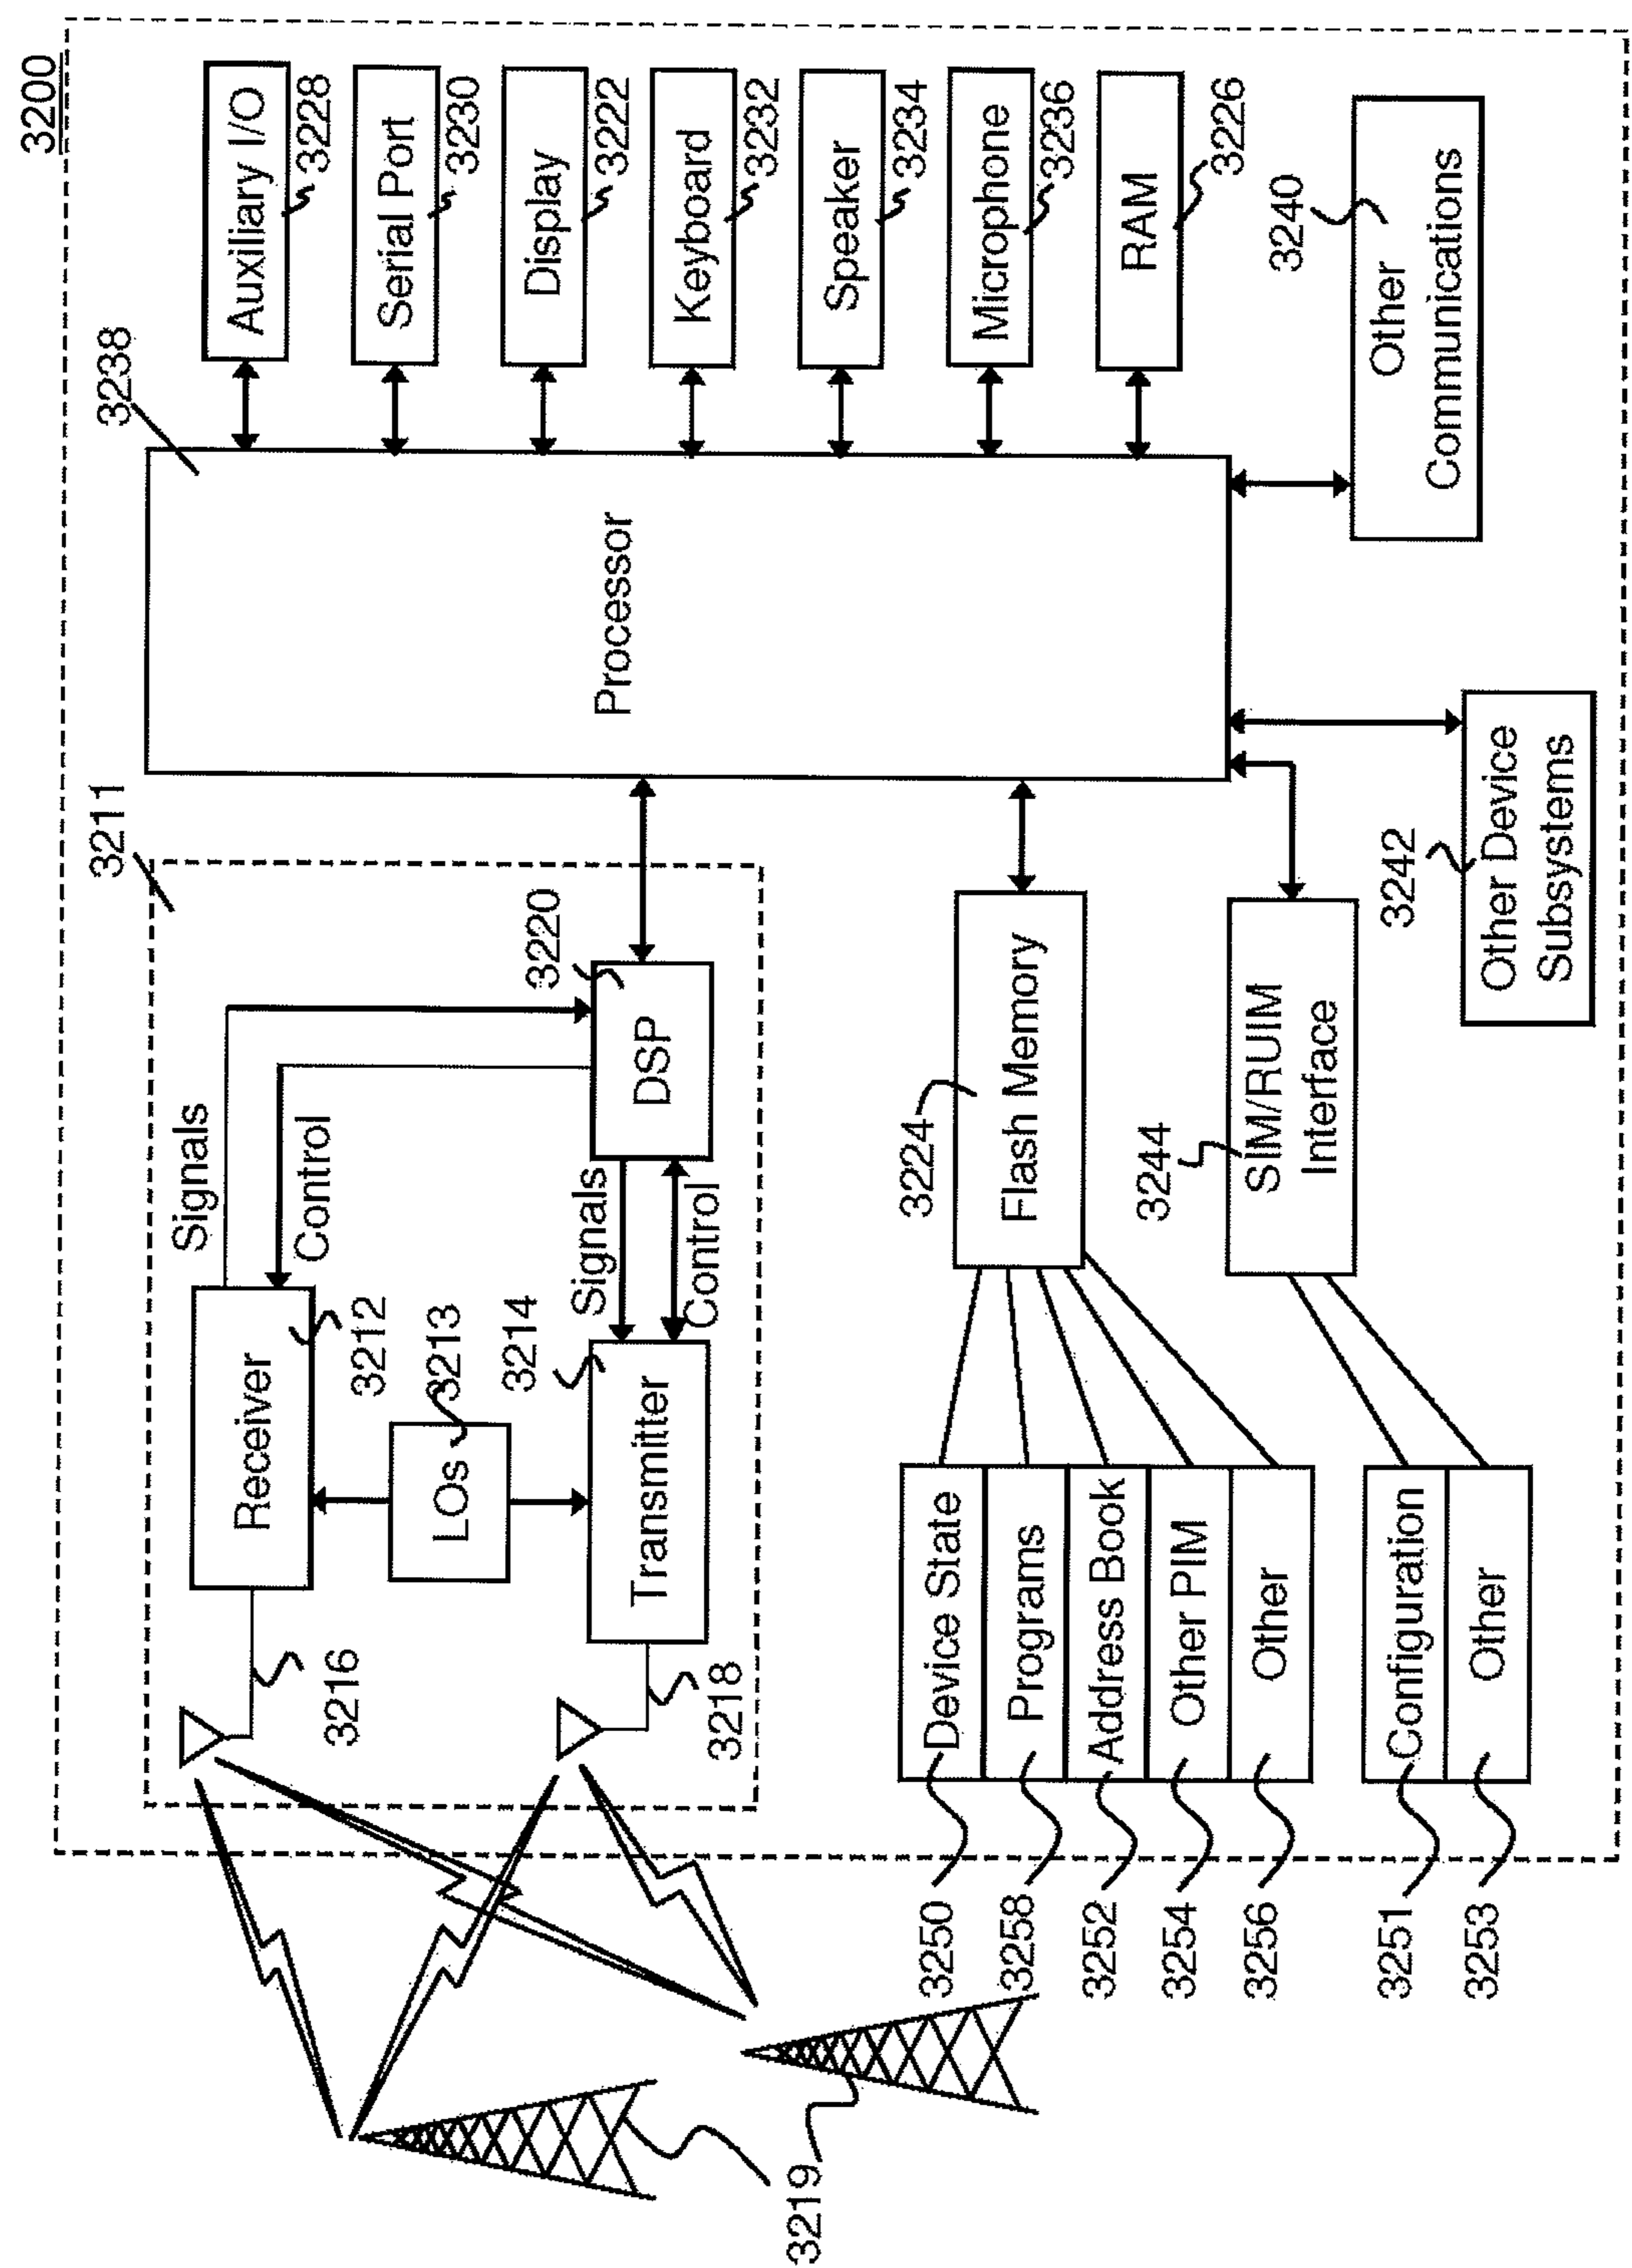 3200
3238
3211
Auxiliary I/O
3228
Serial Port
3230
Display
3222
Keyboard
3232
Speaker
3234
Microphone
3236
RAM
3226
Other
Communications
3240
Processor
Other Device
Subsystems
3242
Signals
Control
DSP
3220
Signals
Control
Receiver
3212
LOs
3213
Transmitter
3214
3216
3218
3219
Flash Memory
3224
SIM/RUIM
Interface
3244
Device State
3250
Programs
3258
Address Book
3252
Other PIM
3254
Other
3256
Configuration
3251
Other
3253